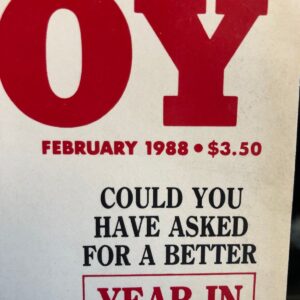 OY
FEBRUARY 1988 • $3.50
COULD YOU
HAVE ASKED
FOR A BETTER
YEAR IN